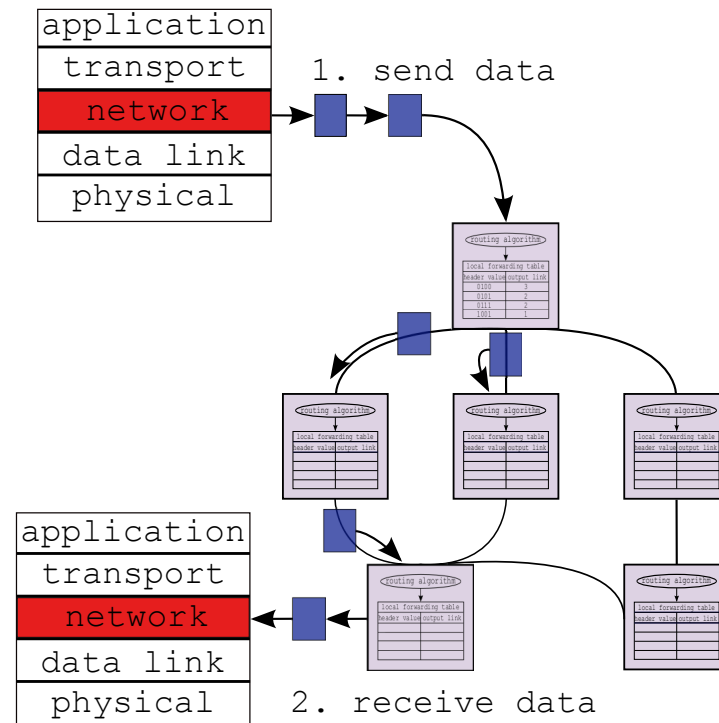 application
transport
1. send data
network
data link
physical
routing algorithm
local forwarding table
header value output link
0100 3
0101 2
0111 2
1001 1
routing algorithm
local forwarding table
header value output link
routing algorithm
local forwarding table
header value output link
routing algorithm
local forwarding table
header value output link
application
transport
network
data link
physical
routing algorithm
local forwarding table
header value output link
routing algorithm
local forwarding table
header value output link
2. receive data